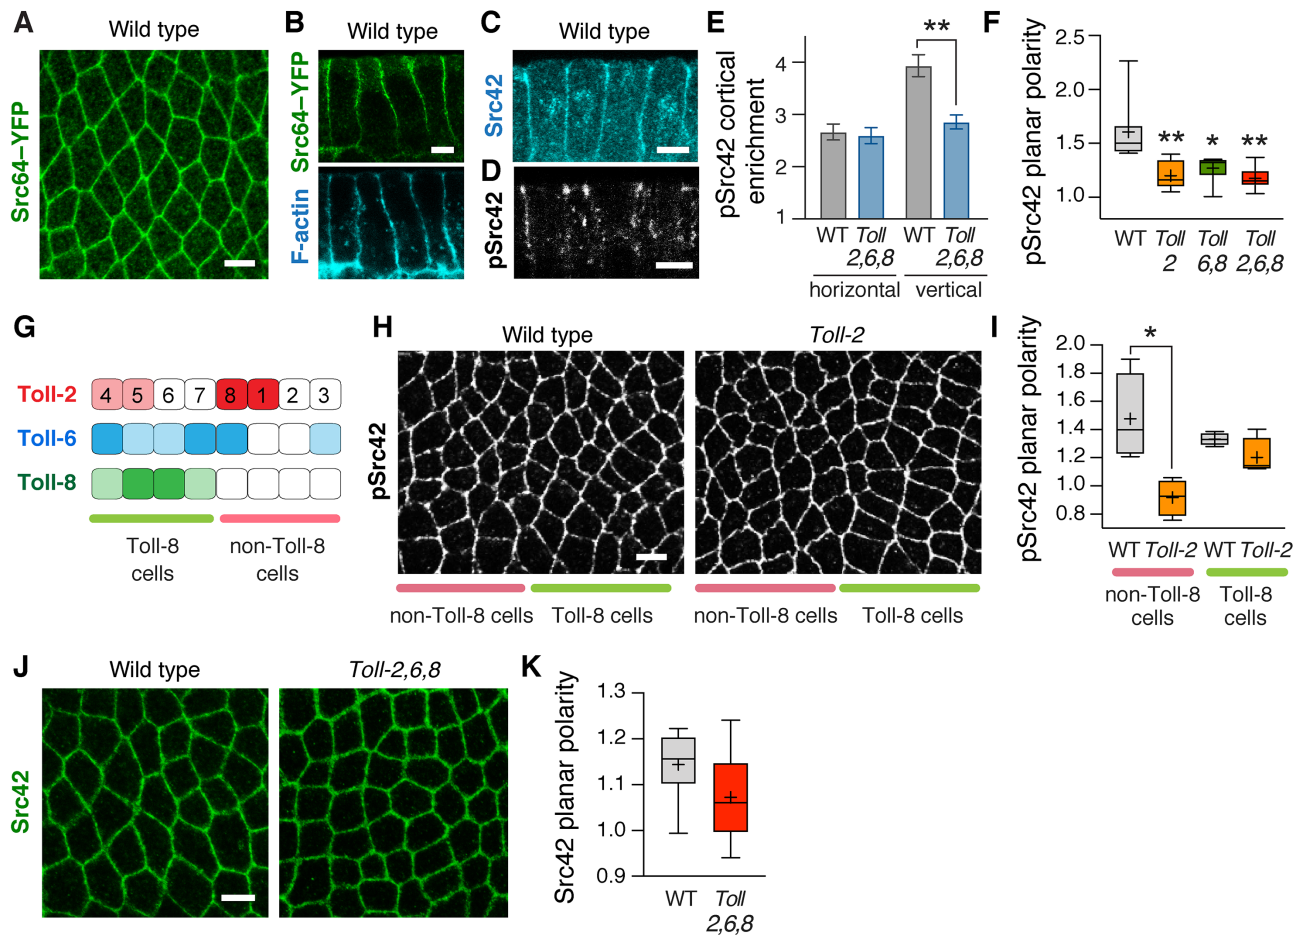 A
Wild type
Src64–YFP
B
Wild type
Src64–YFP
F-actin
C
Wild type
Src42
D
pSrc42
E
pSrc42 cortical
enrichment
4
3
2
1
**
WT Toll WT Toll
2,6,8 2,6,8
horizontal vertical
F
pSrc42 planar polarity
2.5
2.0
1.5
1.0
** * **
WT Toll Toll Toll
2 6,8 2,6,8
G
Toll-2 4 5 6 7 8 1 2 3
Toll-6
Toll-8
Toll-8 non-Toll-8
cells cells
H
Wild type Toll-2
pSrc42
non-Toll-8 cells Toll-8 cells non-Toll-8 cells Toll-8 cells
I
pSrc42 planar polarity
2.0
1.8
1.6
1.4
1.2
1.0
0.8
*
WT Toll-2 WT Toll-2
non-Toll-8 Toll-8
cells cells
J
Wild type Toll-2,6,8
Src42
K
Src42 planar polarity
1.3
1.2
1.1
1.0
0.9
WT Toll
2,6,8